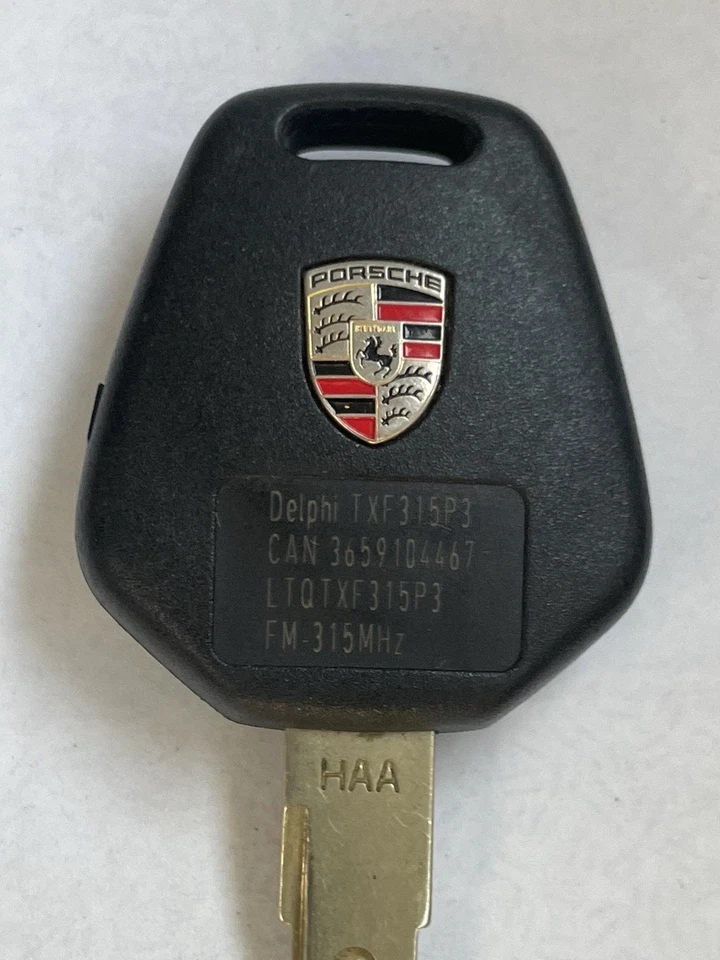 PORSCHE
Delphi TXF315P3
CAN 3659104467
LTQTXF315P3
FM-315MHz
HAA